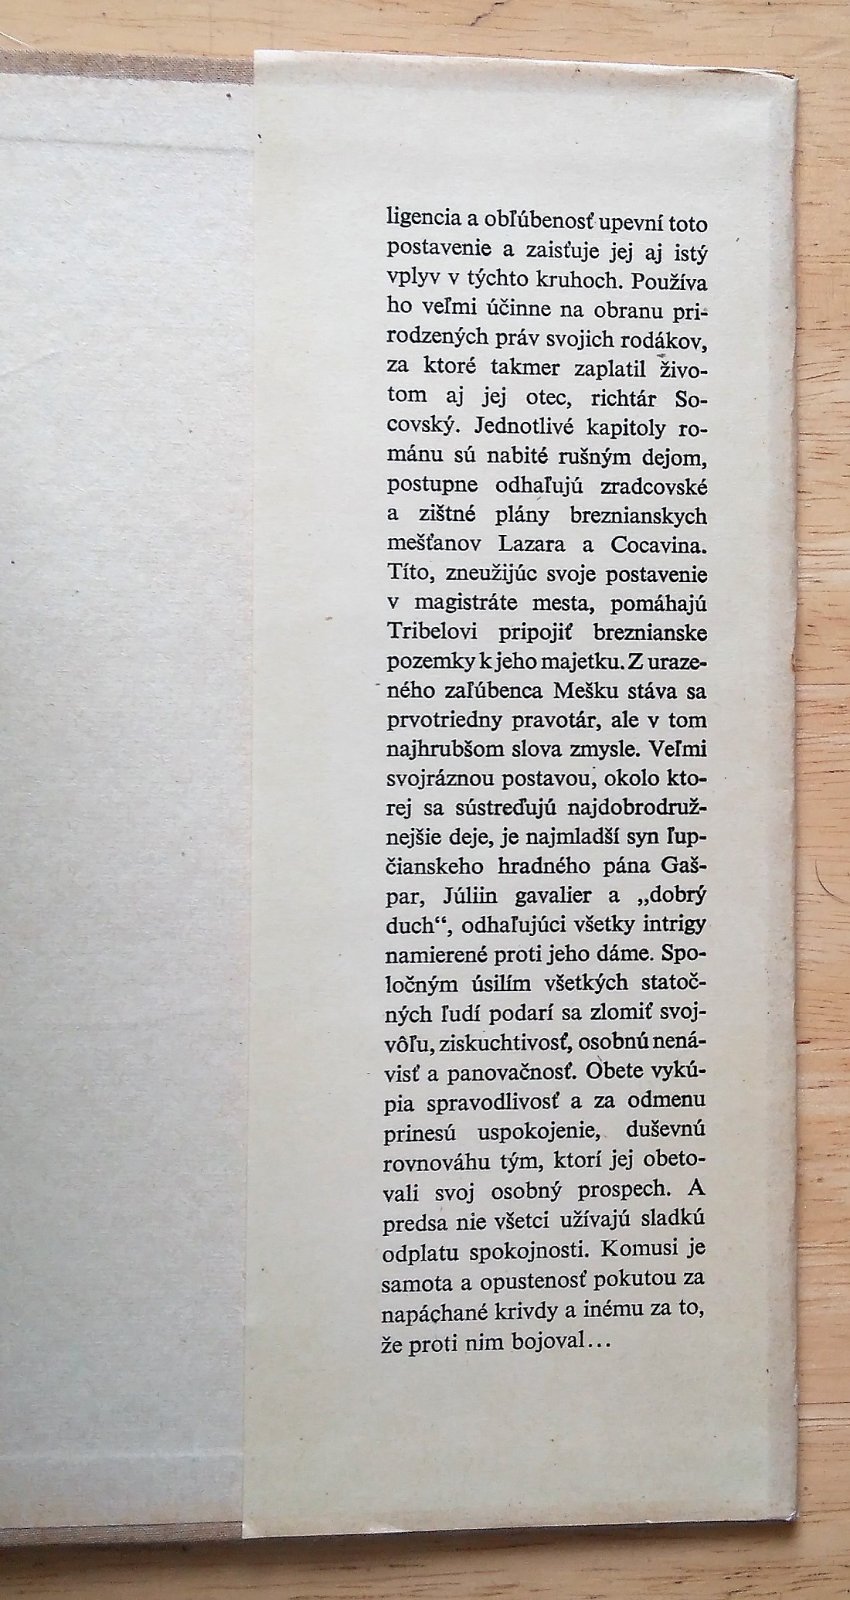 ligencia a obľúbenosť upevní toto
postavenie a zaisťuje jej aj istý
vplyv v týchto kruhoch. Používa
ho veľmi účinne na obranu pri-
rodzených práv svojich rodákov,
za ktoré takmer zaplatil živo-
tom aj jej otec, richtár So-
covský. Jednotlivé kapitoly ro-
mánu sú nabité rušným dejom,
postupne odhaľujú zradcovské
a zištné plány breznianskych
mešťanov Lazara a Cocavina.
Títo, zneužijúc svoje postavenie
v magistráte mesta, pomáhajú
Tribelovi pripojiť breznianske
pozemky k jeho majetku. Z uraze-
ného zaľúbenca Mešku stáva sa
prvotriedny pravotár, ale v tom
najhrubšom slova zmysle. Veľmi
svojráznou postavou, okolo kto-
rej sa sústreďujú najdobrodruž-
nejšie deje, je najmladší syn ľup-
čianskeho hradného pána Gaš-
par, Júliin gavalier a „dobrý
duch“, odhaľujúci všetky intrigy
namierené proti jeho dáme. Spo-
ločným úsilím všetkých statoč-
ných ľudí podarí sa zlomiť svoj-
vôľu, ziskuchtivosť, osobnú nená-
visť a panovačnosť. Obete vykú-
pia spravodlivosť a za odmenu
prinesú uspokojenie, duševnú
rovnováhu tým, ktorí jej obeto-
vali svoj osobný prospech. A
predsa nie všetci užívajú sladkú
odplatu spokojnosti. Komusi je
samota a opustenosť pokutou za
napáchané krivdy a inému za to,
že proti nim bojoval...